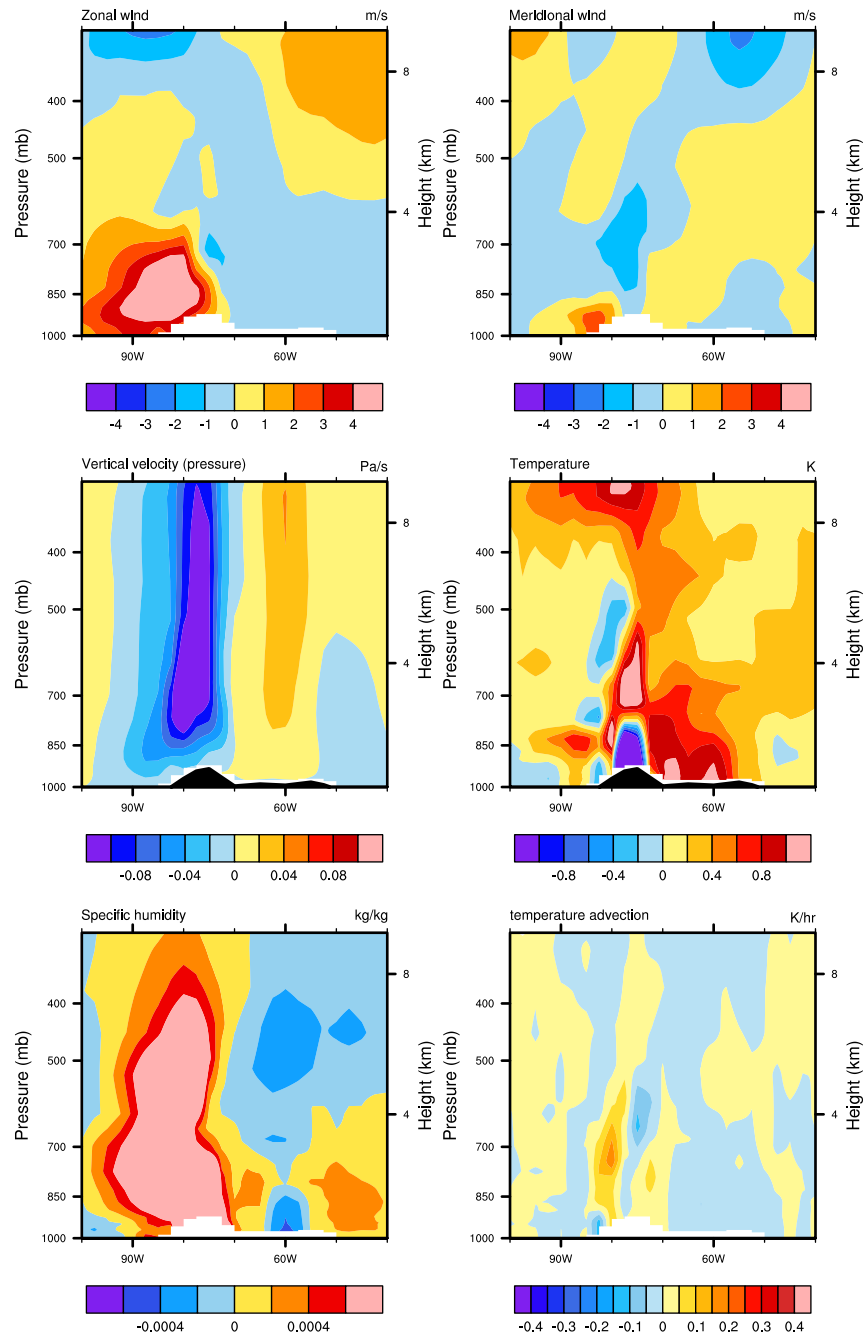 Zonal wind m/s
Pressure (mb)
400
500
700
850
1000
8
4
Height (km)
90W 60W
-4 -3 -2 -1 0 1 2 3 4
Meridional wind m/s
Pressure (mb)
400
500
700
850
1000
8
4
Height (km)
90W 60W
-4 -3 -2 -1 0 1 2 3 4
Vertical velocity (pressure) Pa/s
Pressure (mb)
400
500
700
850
1000
8
4
Height (km)
90W 60W
-0.08 -0.04 0 0.04 0.08
Temperature K
Pressure (mb)
400
500
700
850
1000
8
4
Height (km)
90W 60W
-0.8 -0.4 0 0.4 0.8
Specific humidity kg/kg
Pressure (mb)
400
500
700
850
1000
8
4
Height (km)
90W 60W
-0.0004 0 0.0004
temperature advection K/hr
Pressure (mb)
400
500
700
850
1000
8
4
Height (km)
90W 60W
-0.4 -0.3 -0.2 -0.1 0 0.1 0.2 0.3 0.4